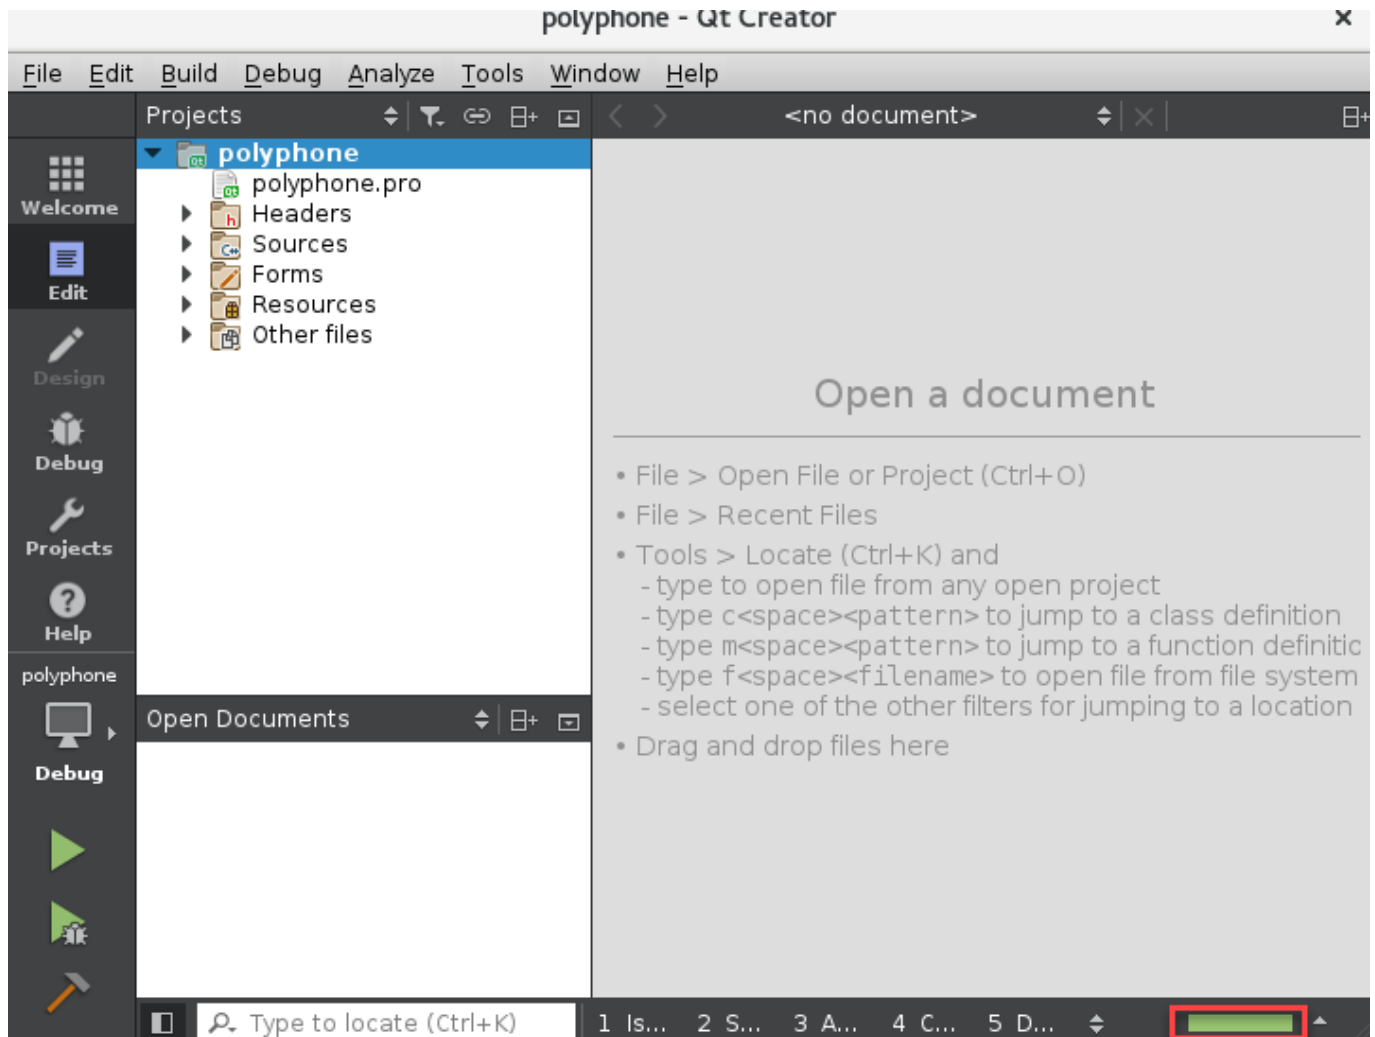 polyphone - Qt Creator
File Edit Build Debug Analyze Tools Window Help
Projects
<no document>
Welcome
Edit
Design
Debug
Projects
Help
polyphone
Debug
polyphone
polyphone.pro
Headers
Sources
Forms
Resources
Other files
Open Documents
Open a document
• File > Open File or Project (Ctrl+O)
• File > Recent Files
• Tools > Locate (Ctrl+K) and
- type to open file from any open project
- type c<space><pattern> to jump to a class definition
- type m<space><pattern> to jump to a function definitic
- type f<space><filename> to open file from file system
- select one of the other filters for jumping to a location
• Drag and drop files here
Type to locate (Ctrl+K)
1 Is... 2 S... 3 A... 4 C... 5 D...